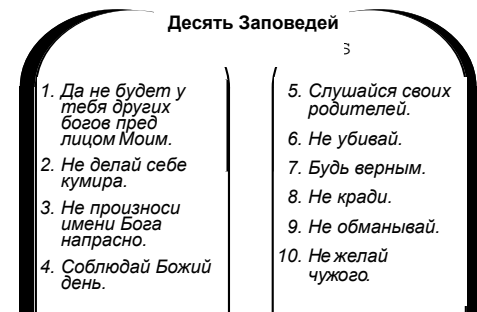 Десять Заповедей
S
1. Да не будет у
тебя других
богов пред
лицом Моим.
2. Не делай себе
кумира.
3. Не произноси
имени Бога
напрасно.
4. Соблюдай Божий
день.
5. Слушайся своих
родителей.
6. Не убивай.
7. Будь верным.
8. Не кради.
9. Не обманывай.
10. Не желай
чужого.